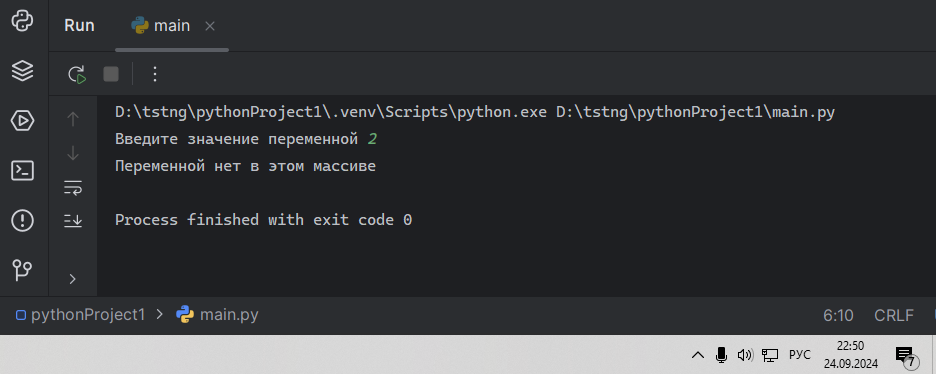 Run main
D:\tstng\pythonProject1\.venv\Scripts\python.exe D:\tstng\pythonProject1\main.py
Введите значение переменной 2
Переменной нет в этом массиве
Process finished with exit code 0
pythonProject1 > main.py 6:10 CRLF
22:50
РУС
24.09.2024
7